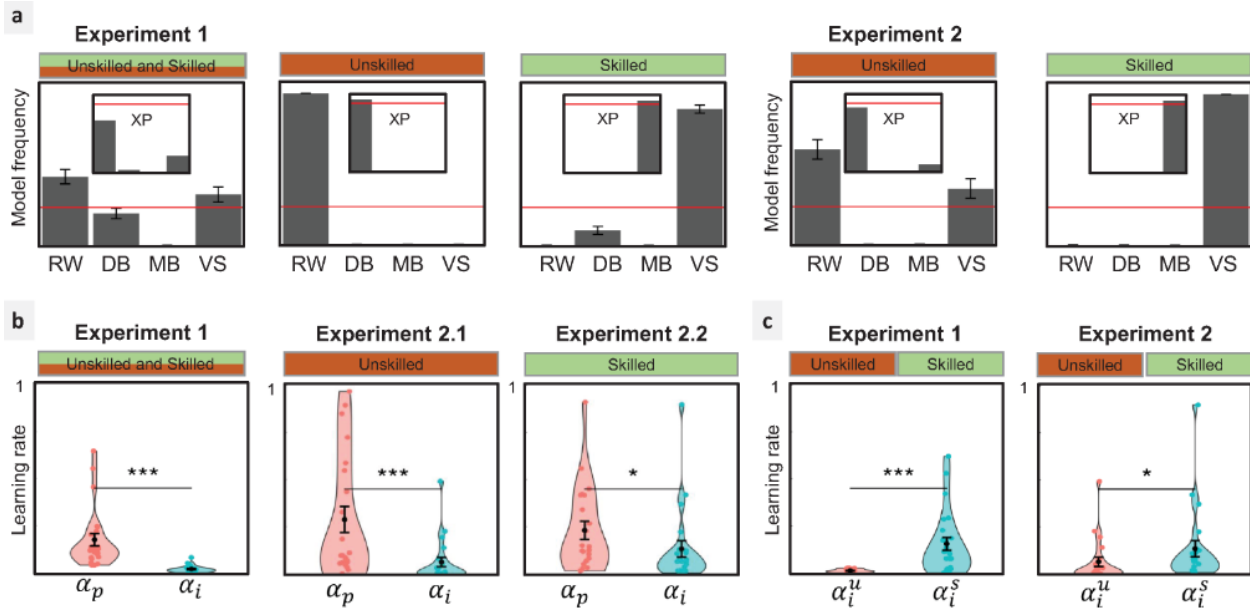 a
Experiment 1
Experiment 2
Unskilled and Skilled
Unskilled
Skilled
Unskilled
Skilled
Model frequency
XP
XP
XP
Model frequency
XP
XP
RW DB MB VS
RW DB MB VS
RW DB MB VS
RW DB MB VS
RW DB MB VS
b
Experiment 1
Experiment 2.1
Experiment 2.2
Unskilled and Skilled
Unskilled
Skilled
Learning rate
1
***
1
***
1
*
αp αi
αp αi
αp αi
c
Experiment 1
Experiment 2
Unskilled Skilled
Unskilled Skilled
Learning rate
1
***
1
*
αiu αis
αiu αis